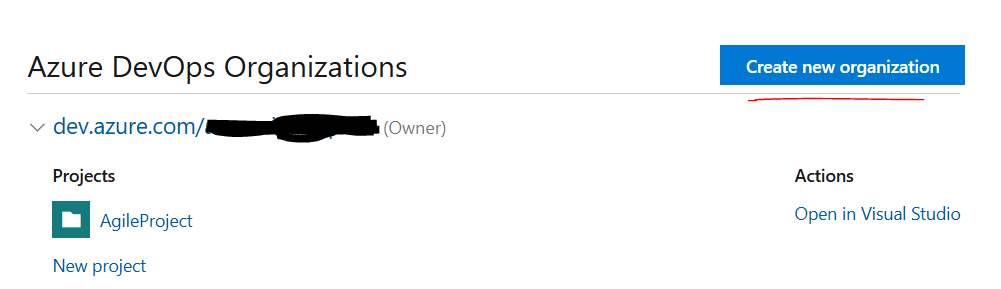 Azure DevOps Organizations
Create new organization
dev.azure.com/ (Owner)
Projects
Actions
AgileProject
Open in Visual Studio
New project